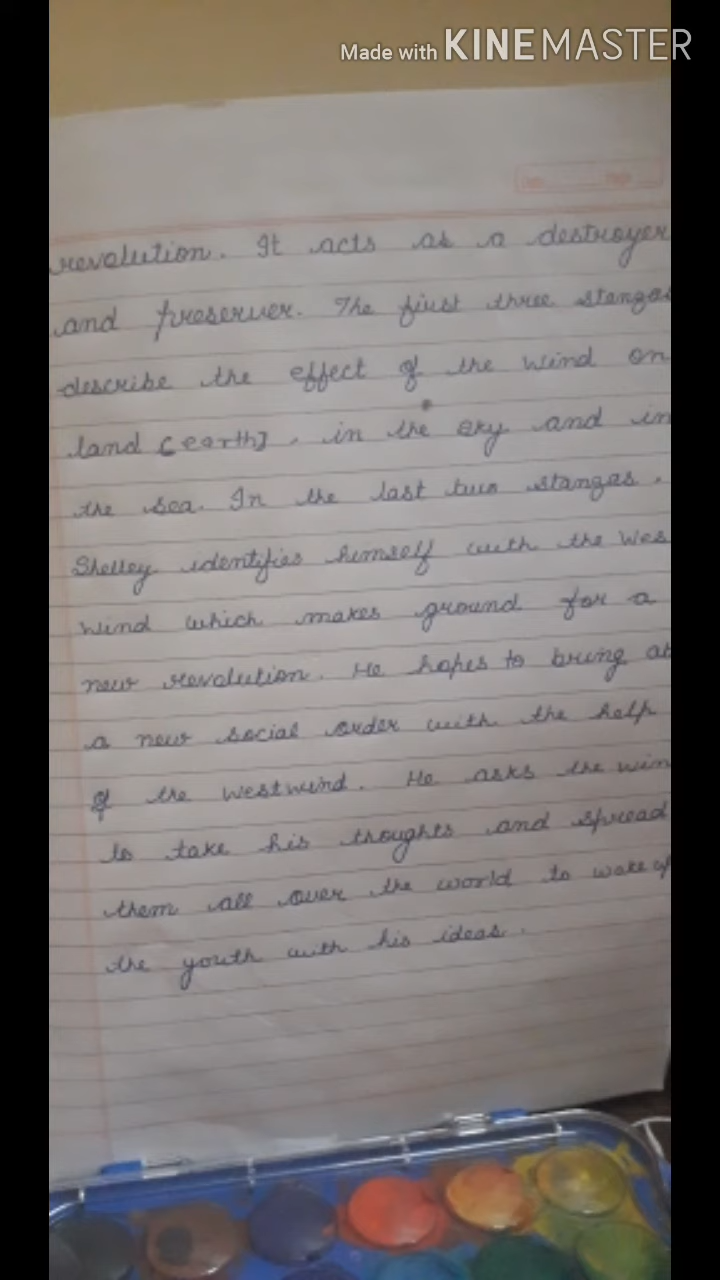 Made with KINEMASTER
revolution. It acts as a destroyer
and preserver. The first three stanzas
describe the effect of the wind on
land [earth], in the sky and in
the sea. In the last two stanzas,
Shelley identifies himself with the Wes
wind which makes ground for a
new revolution. He hopes to bring ab
a new social order with the help
of the westwind. He asks the win
to take his thoughts and spread
them all over the world to wake up
the youth with his ideas.